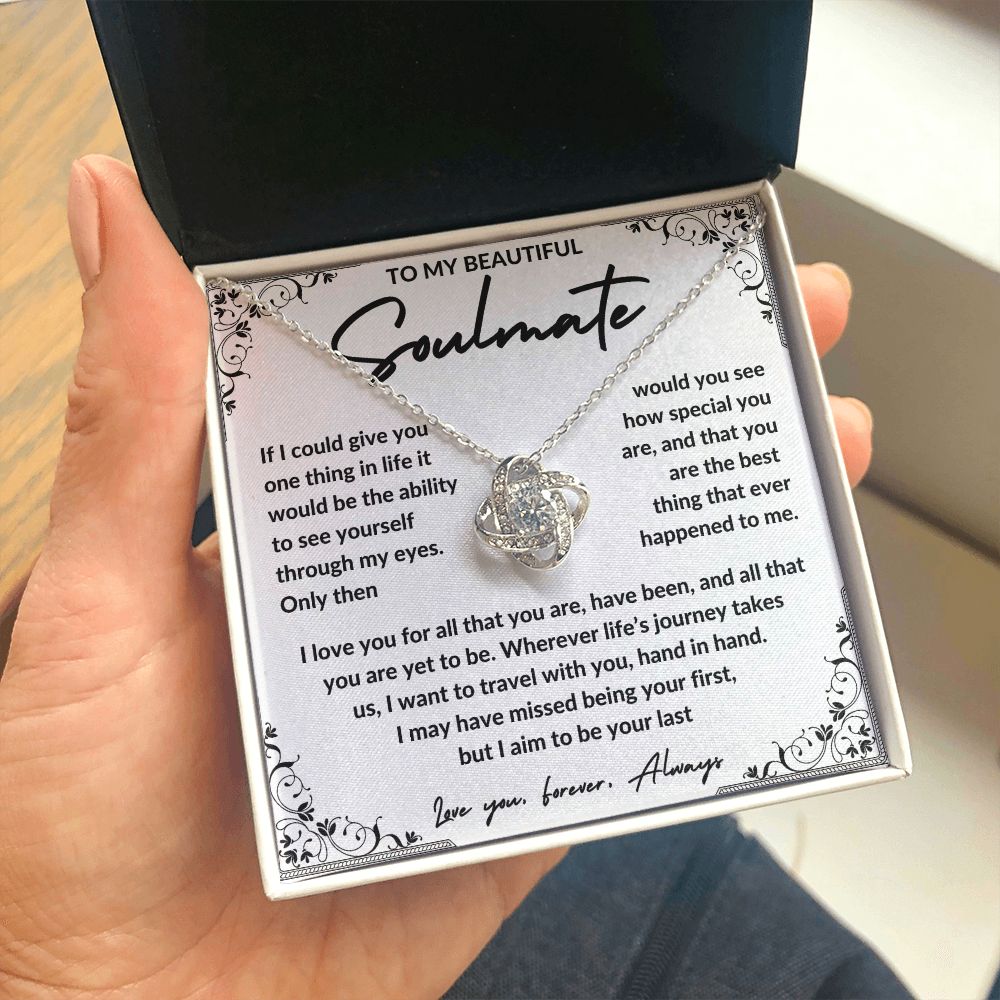 TO MY BEAUTIFUL
Soulmate
If I could give you
one thing in life it
would be the ability
to see yourself
through my eyes.
Only then
would you see
how special you
are, and that you
are the best
thing that ever
happened to me.
I love you for all that you are, have been, and all that
you are yet to be. Wherever life’s journey takes
us, I want to travel with you, hand in hand.
I may have missed being your first,
but I aim to be your last
Love you, forever, Always